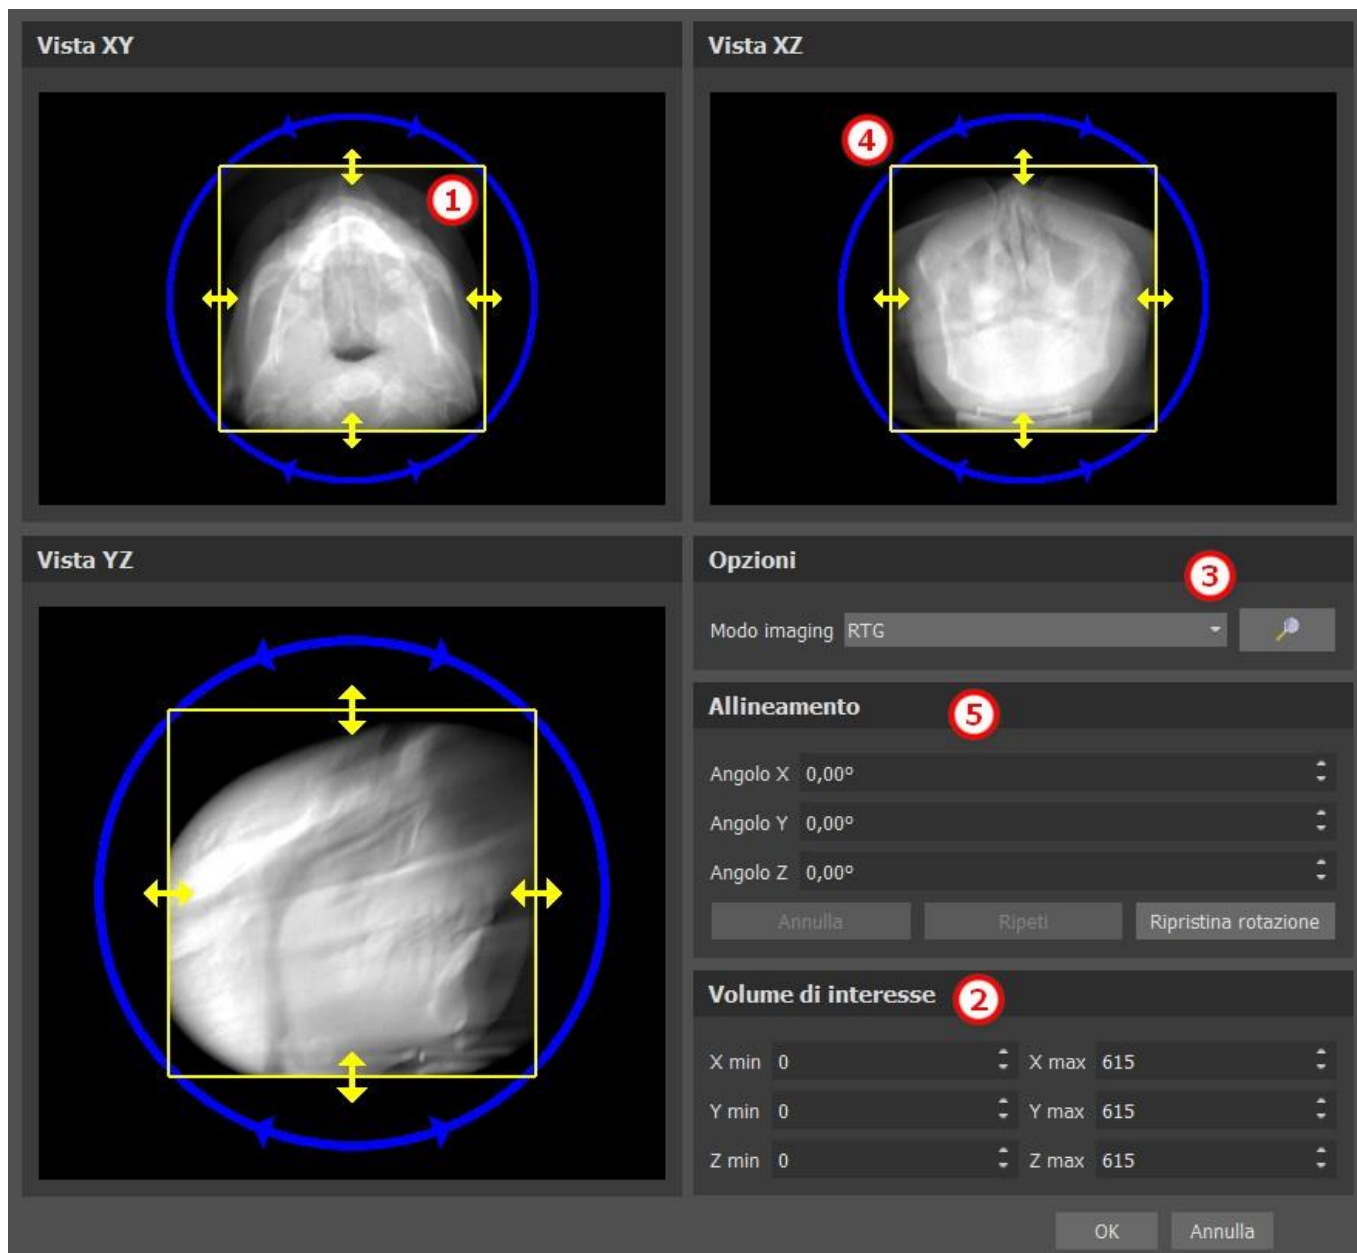 Vista XY
1
Vista XZ
4
Vista YZ
Opzioni
3
Modo imaging RTG
Allineamento
5
Angolo X 0,00°
Angolo Y 0,00°
Angolo Z 0,00°
Annulla Ripeti Ripristina rotazione
Volume di interesse
2
X min 0 X max 615
Y min 0 Y max 615
Z min 0 Z max 615
OK Annulla